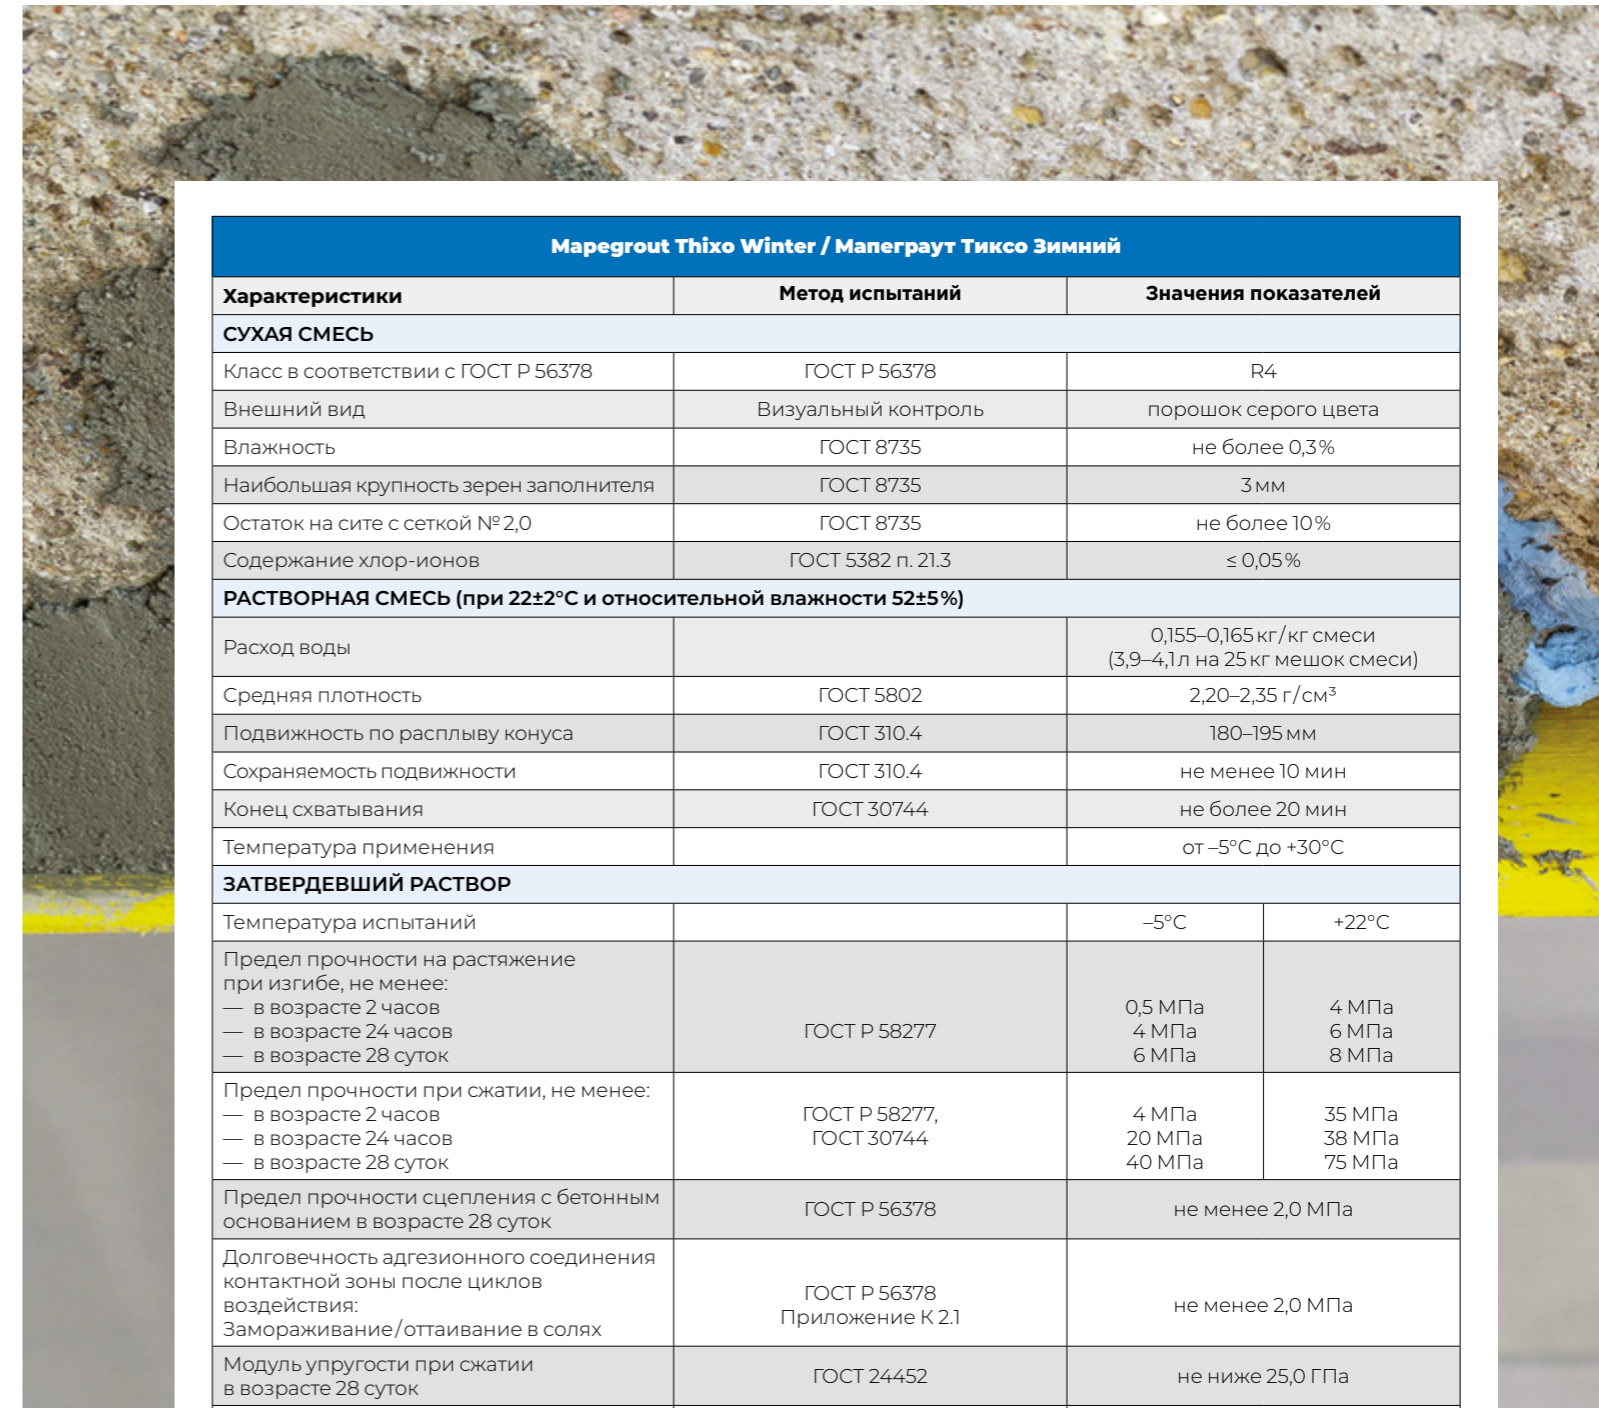 Mapegrout Thixo Winter / Мапеграут Тиксо Зимний
Характеристики Метод испытаний Значения показателей
СУХАЯ СМЕСЬ
Класс в соответствии с ГОСТ Р 56378 ГОСТ Р 56378 R4
Внешний вид Визуальный контроль порошок серого цвета
Влажность ГОСТ 8735 не более 0,3%
Наибольшая крупность зерен заполнителя ГОСТ 8735 3 мм
Остаток на сите с сеткой № 2,0 ГОСТ 8735 не более 10%
Содержание хлор-ионов ГОСТ 5382 п. 21.3 ≤ 0,05%
РАСТВОРНАЯ СМЕСЬ (при 22±2°С и относительной влажности 52±5%)
Расход воды 0,155–0,165 кг/кг смеси
(3,9–4,1 л на 25 кг мешок смеси)
Средняя плотность ГОСТ 5802 2,20–2,35 г/см³
Подвижность по расплыву конуса ГОСТ 310.4 180–195 мм
Сохраняемость подвижности ГОСТ 310.4 не менее 10 мин
Конец схватывания ГОСТ 30744 не более 20 мин
Температура применения от –5°С до +30°С
ЗАТВЕРДЕВШИЙ РАСТВОР
Температура испытаний –5°С +22°С
Предел прочности на растяжение
при изгибе, не менее:
— в возрасте 2 часов 0,5 МПа 4 МПа
— в возрасте 24 часов ГОСТ Р 58277 4 МПа 6 МПа
— в возрасте 28 суток 6 МПа 8 МПа
Предел прочности при сжатии, не менее:
— в возрасте 2 часов ГОСТ Р 58277, 4 МПа 35 МПа
— в возрасте 24 часов ГОСТ 30744 20 МПа 38 МПа
— в возрасте 28 суток 40 МПа 75 МПа
Предел прочности сцепления с бетонным
основанием в возрасте 28 суток ГОСТ Р 56378 не менее 2,0 МПа
Долговечность адгезионного соединения
контактной зоны после циклов
воздействия:
Замораживание/оттаивание в солях ГОСТ Р 56378
Приложение К 2.1 не менее 2,0 МПа
Модуль упругости при сжатии
в возрасте 28 суток ГОСТ 24452 не ниже 25,0 ГПа